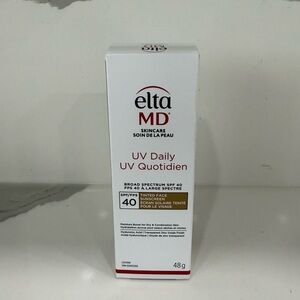 elta
MD
SKINCARE
SOIN DE LA PEAU
UV Daily
UV Quotidien
BROAD SPECTRUM SPF 40
FPS 40 À LARGE SPECTRE
SPF/FPS
40
TINTED FACE
SUNSCREEN
ÉCRAN SOLAIRE TEINTÉ
POUR LE VISAGE
48g